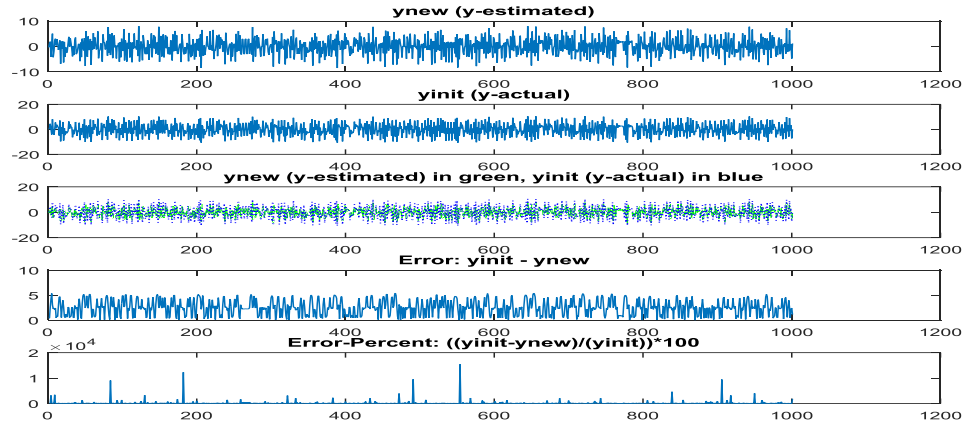 ynew (y-estimated)
10
0
-10
0 200 400 600 800 1000 1200
yinit (y-actual)
20
0
-20
0 200 400 600 800 1000 1200
ynew (y-estimated) in green, yinit (y-actual) in blue
20
0
-20
0 200 400 600 800 1000 1200
Error: yinit - ynew
10
5
0
0 200 400 600 800 1000 1200
× 10^4 Error-Percent: ((yinit-ynew)/(yinit))*100
2
1
0
0 200 400 600 800 1000 1200